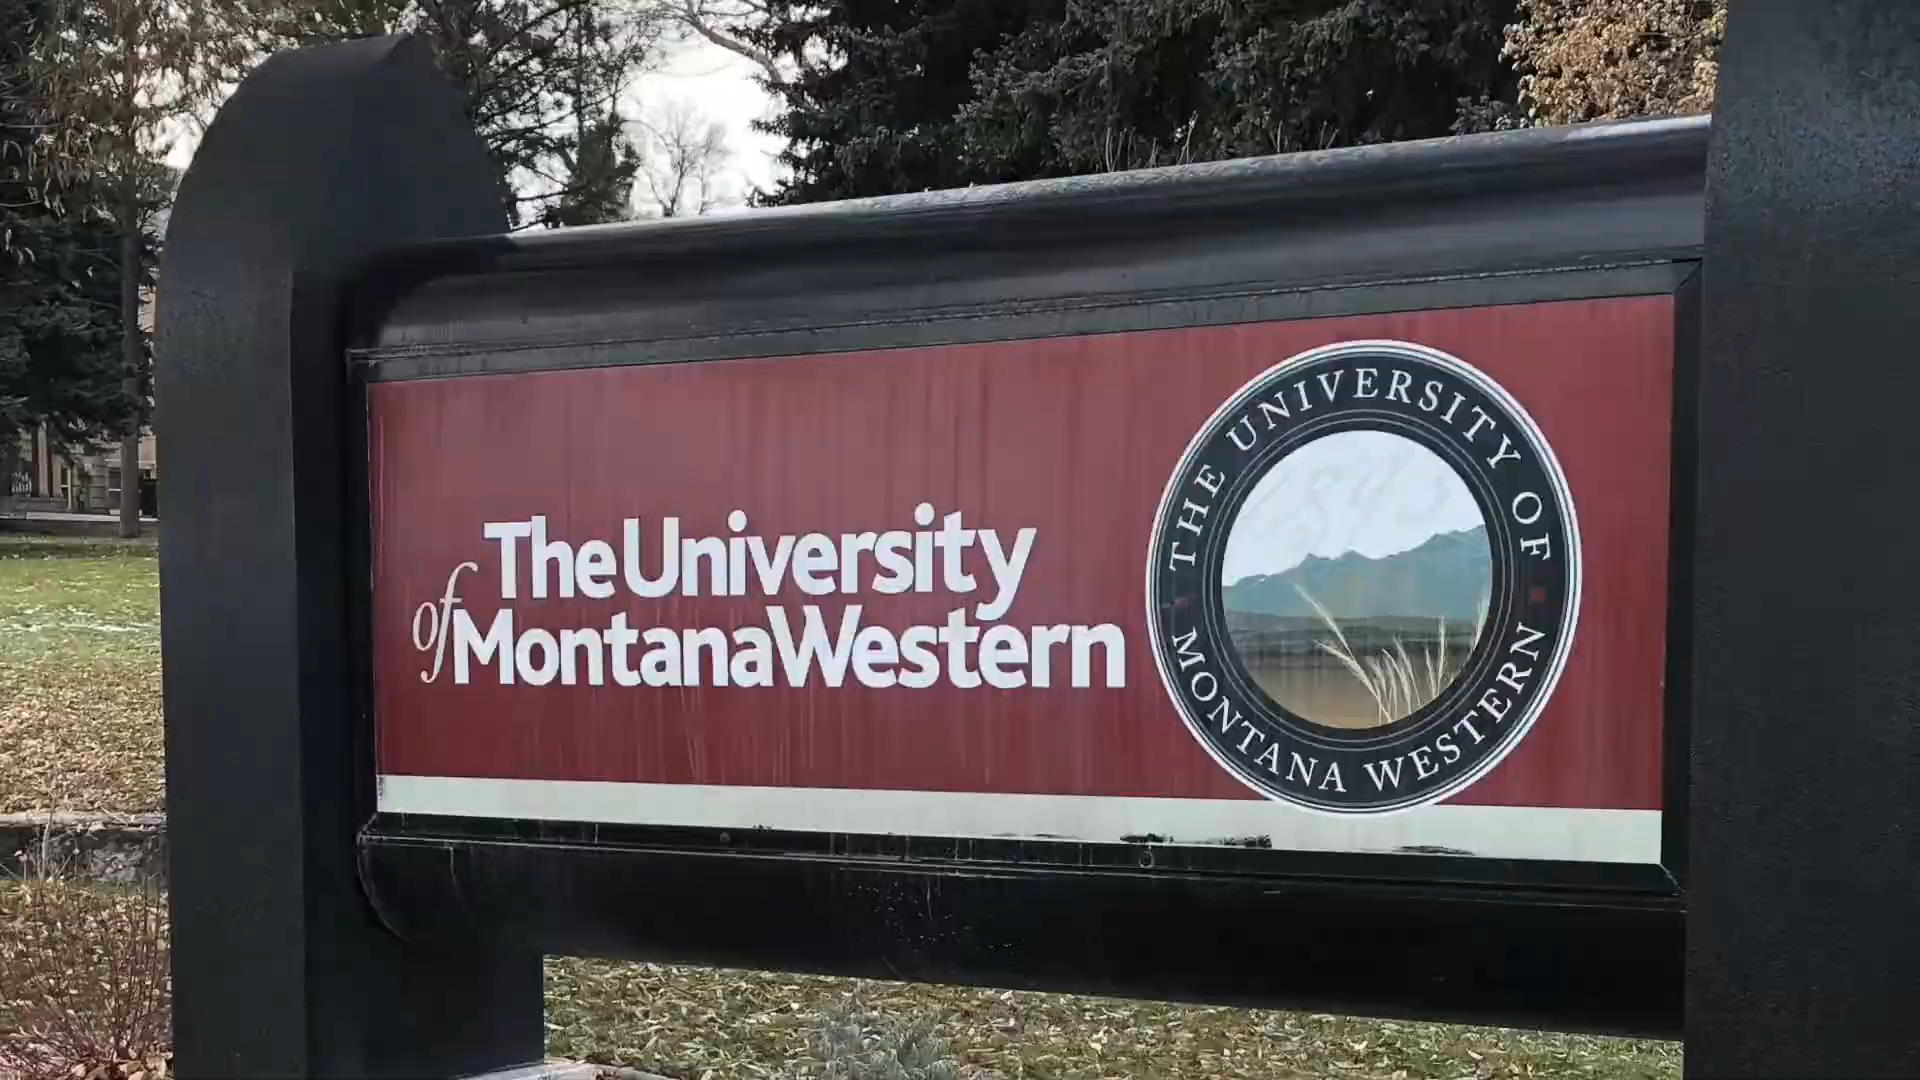 The University
of Montana Western
THE UNIVERSITY OF
MONTANA WESTERN